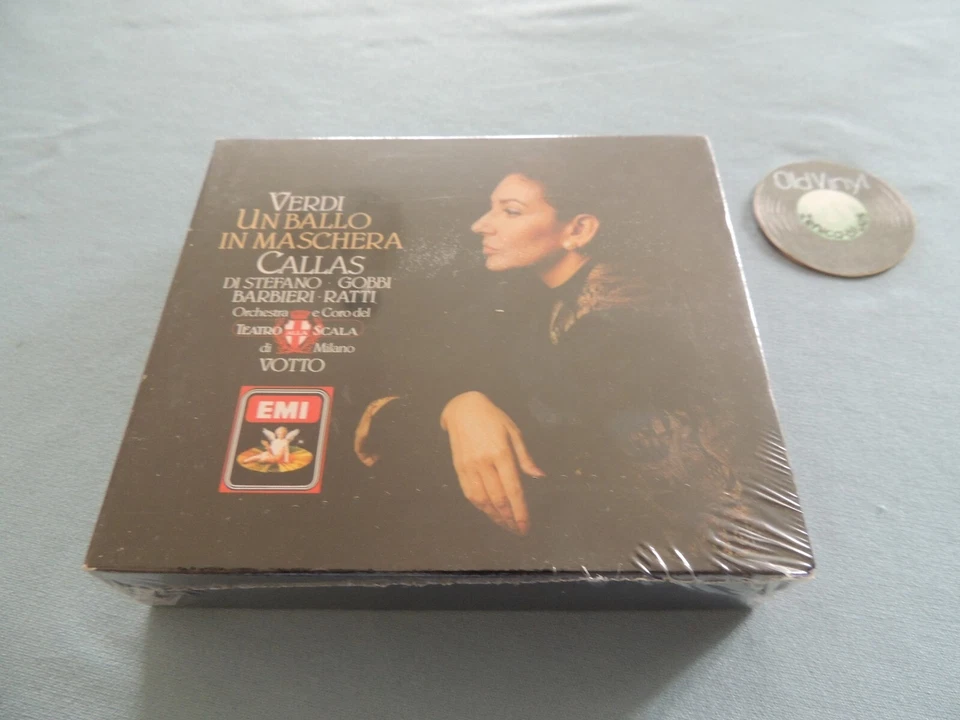 VERDI
UN BALLO
IN MASCHERA
CALLAS
DI STEFANO · GOBBI
BARBIERI · RATTI
Orchestra e Coro del
TEATRO ALLA SCALA
di Milano
VOTTO
EMI
OldVinyl